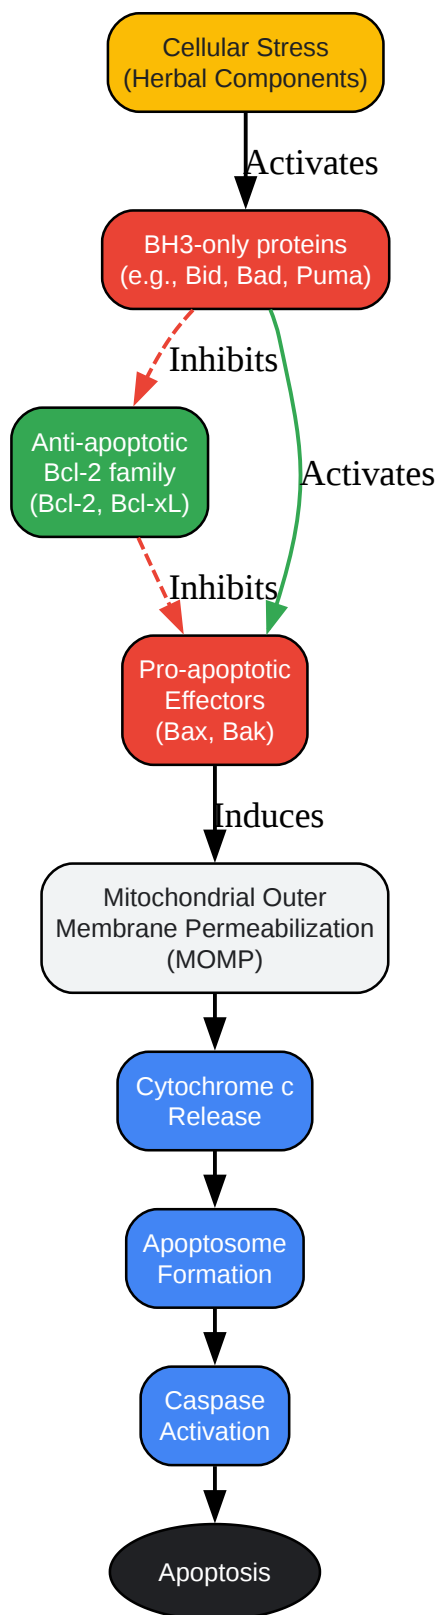 Cellular Stress
(Herbal Components)
Activates
BH3-only proteins
(e.g., Bid, Bad, Puma)
Inhibits
Anti-apoptotic
Bcl-2 family
(Bcl-2, Bcl-xL)
Activates
Inhibits
Pro-apoptotic
Effectors
(Bax, Bak)
Induces
Mitochondrial Outer
Membrane Permeabilization
(MOMP)
Cytochrome c
Release
Apoptosome
Formation
Caspase
Activation
Apoptosis